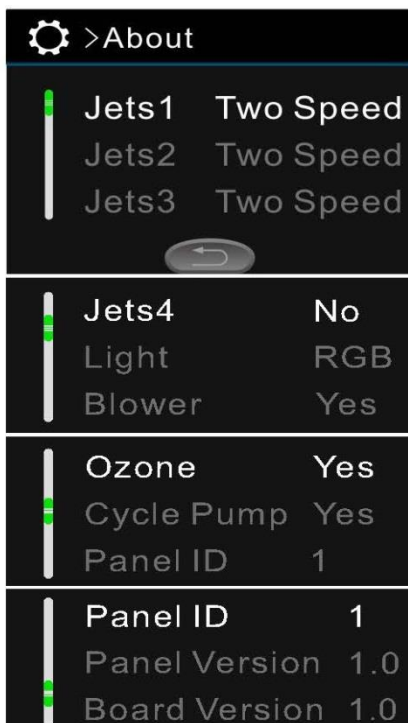 >About
Jets1 Two Speed
Jets2 Two Speed
Jets3 Two Speed
Jets4 No
Light RGB
Blower Yes
Ozone Yes
Cycle Pump Yes
Panel ID 1
Panel ID 1
Panel Version 1.0
Board Version 1.0